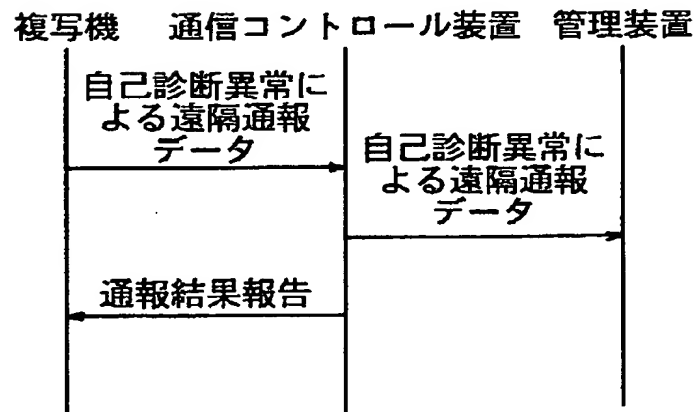 複写機 通信コントロール装置 管理装置
自己診断異常に
よる遠隔通報
データ
自己診断異常に
よる遠隔通報
データ
通報結果報告